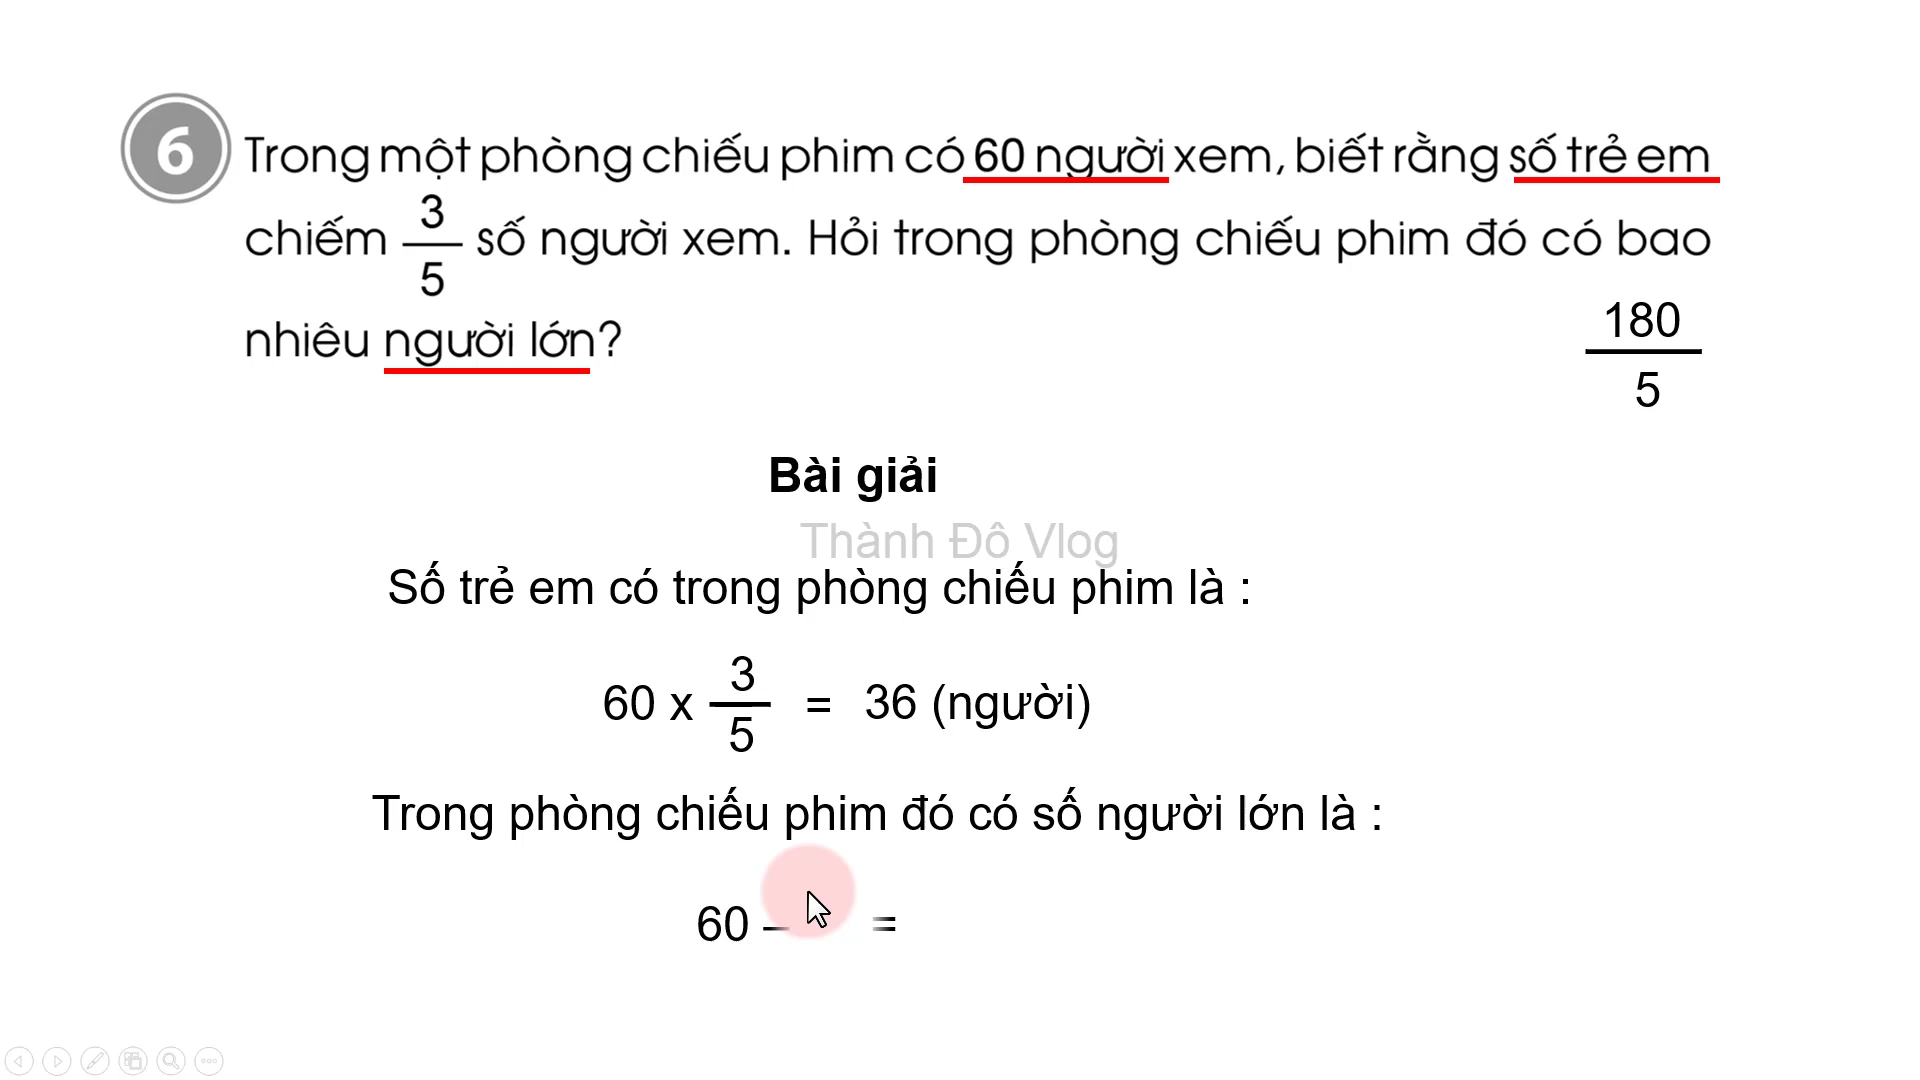 6 Trong một phòng chiếu phim có 60 người xem, biết rằng số trẻ em
chiếm 3/5 số người xem. Hỏi trong phòng chiếu phim đó có bao
nhiêu người lớn?
180/5
Bài giải
Thành Đô Vlog
Số trẻ em có trong phòng chiếu phim là :
60 x 3/5 = 36 (người)
Trong phòng chiếu phim đó có số người lớn là :
60 – =